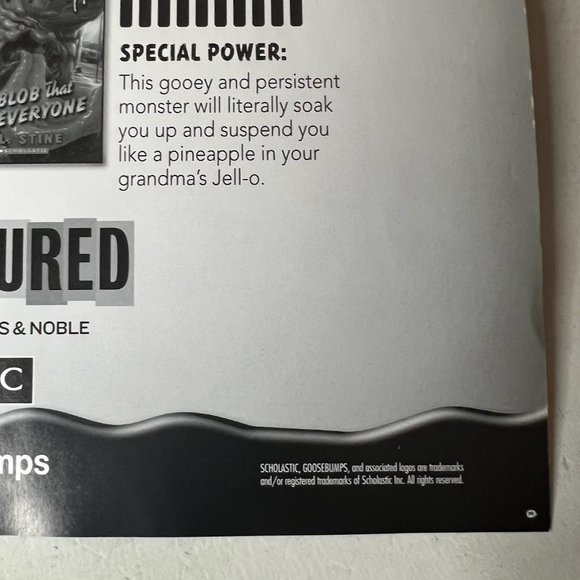 BLOB that
EVERYONE
L. STINE
SCHOLASTIC
SPECIAL POWER:
This gooey and persistent
monster will literally soak
you up and suspend you
like a pineapple in your
grandma's Jell-o.
URED
S & NOBLE
C
mps
SCHOLASTIC, GOOSEBUMPS, and associated logos are trademarks
and/or registered trademarks of Scholastic Inc. All rights reserved.